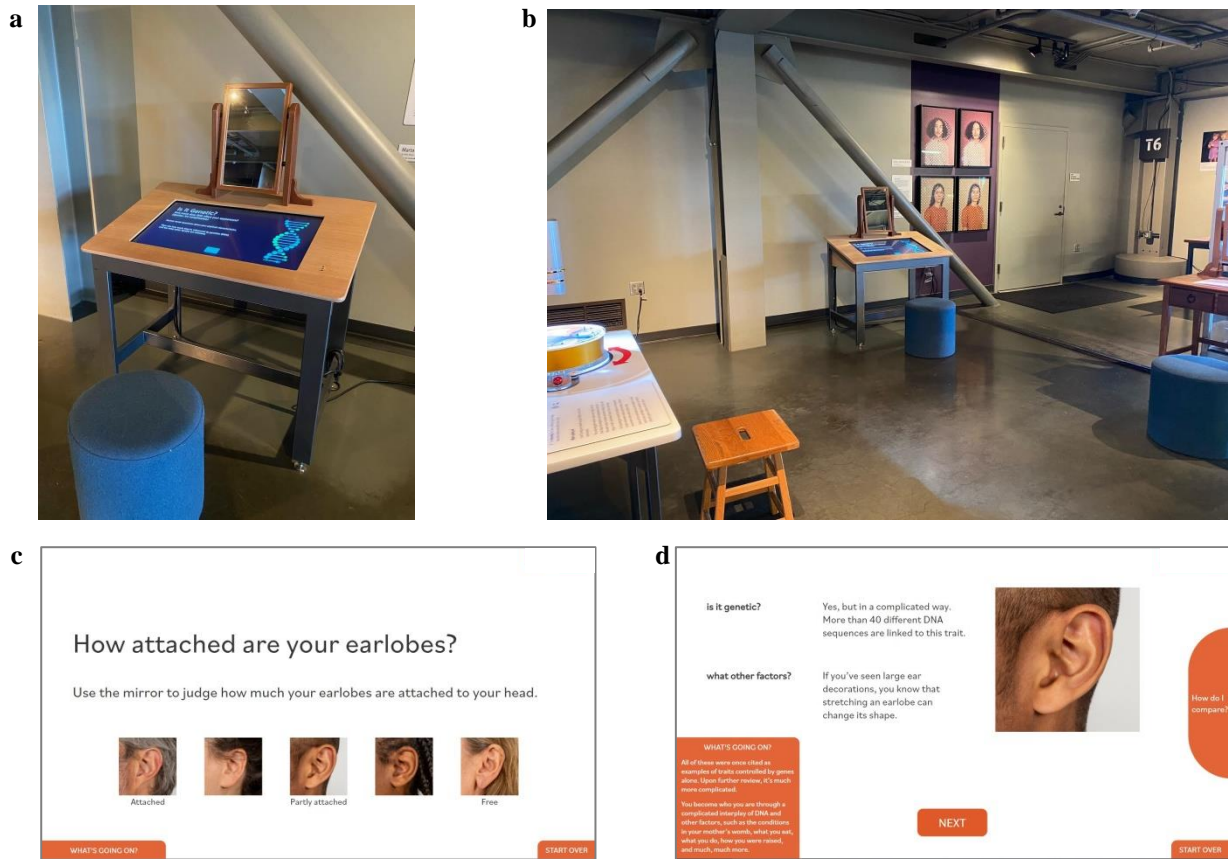 a
b
Is it Genetic?
T6
c
How attached are your earlobes?
Use the mirror to judge how much your earlobes are attached to your head.
Attached
Partly attached
Free
WHAT'S GOING ON?
START OVER
d
is it genetic?
Yes, but in a complicated way.
More than 40 different DNA
sequences are linked to this trait.
what other factors?
If you've seen large ear
decorations, you know that
stretching an earlobe can
change its shape.
How do I
compare?
WHAT'S GOING ON?
All of these were once cited as
examples of traits controlled by genes
alone. Upon further review, it's much
more complicated.
You become who you are through a
complicated interplay of DNA and
other factors, such as the conditions
in your mother's womb, what you eat,
what you do, how you were raised,
and much, much more.
NEXT
START OVER